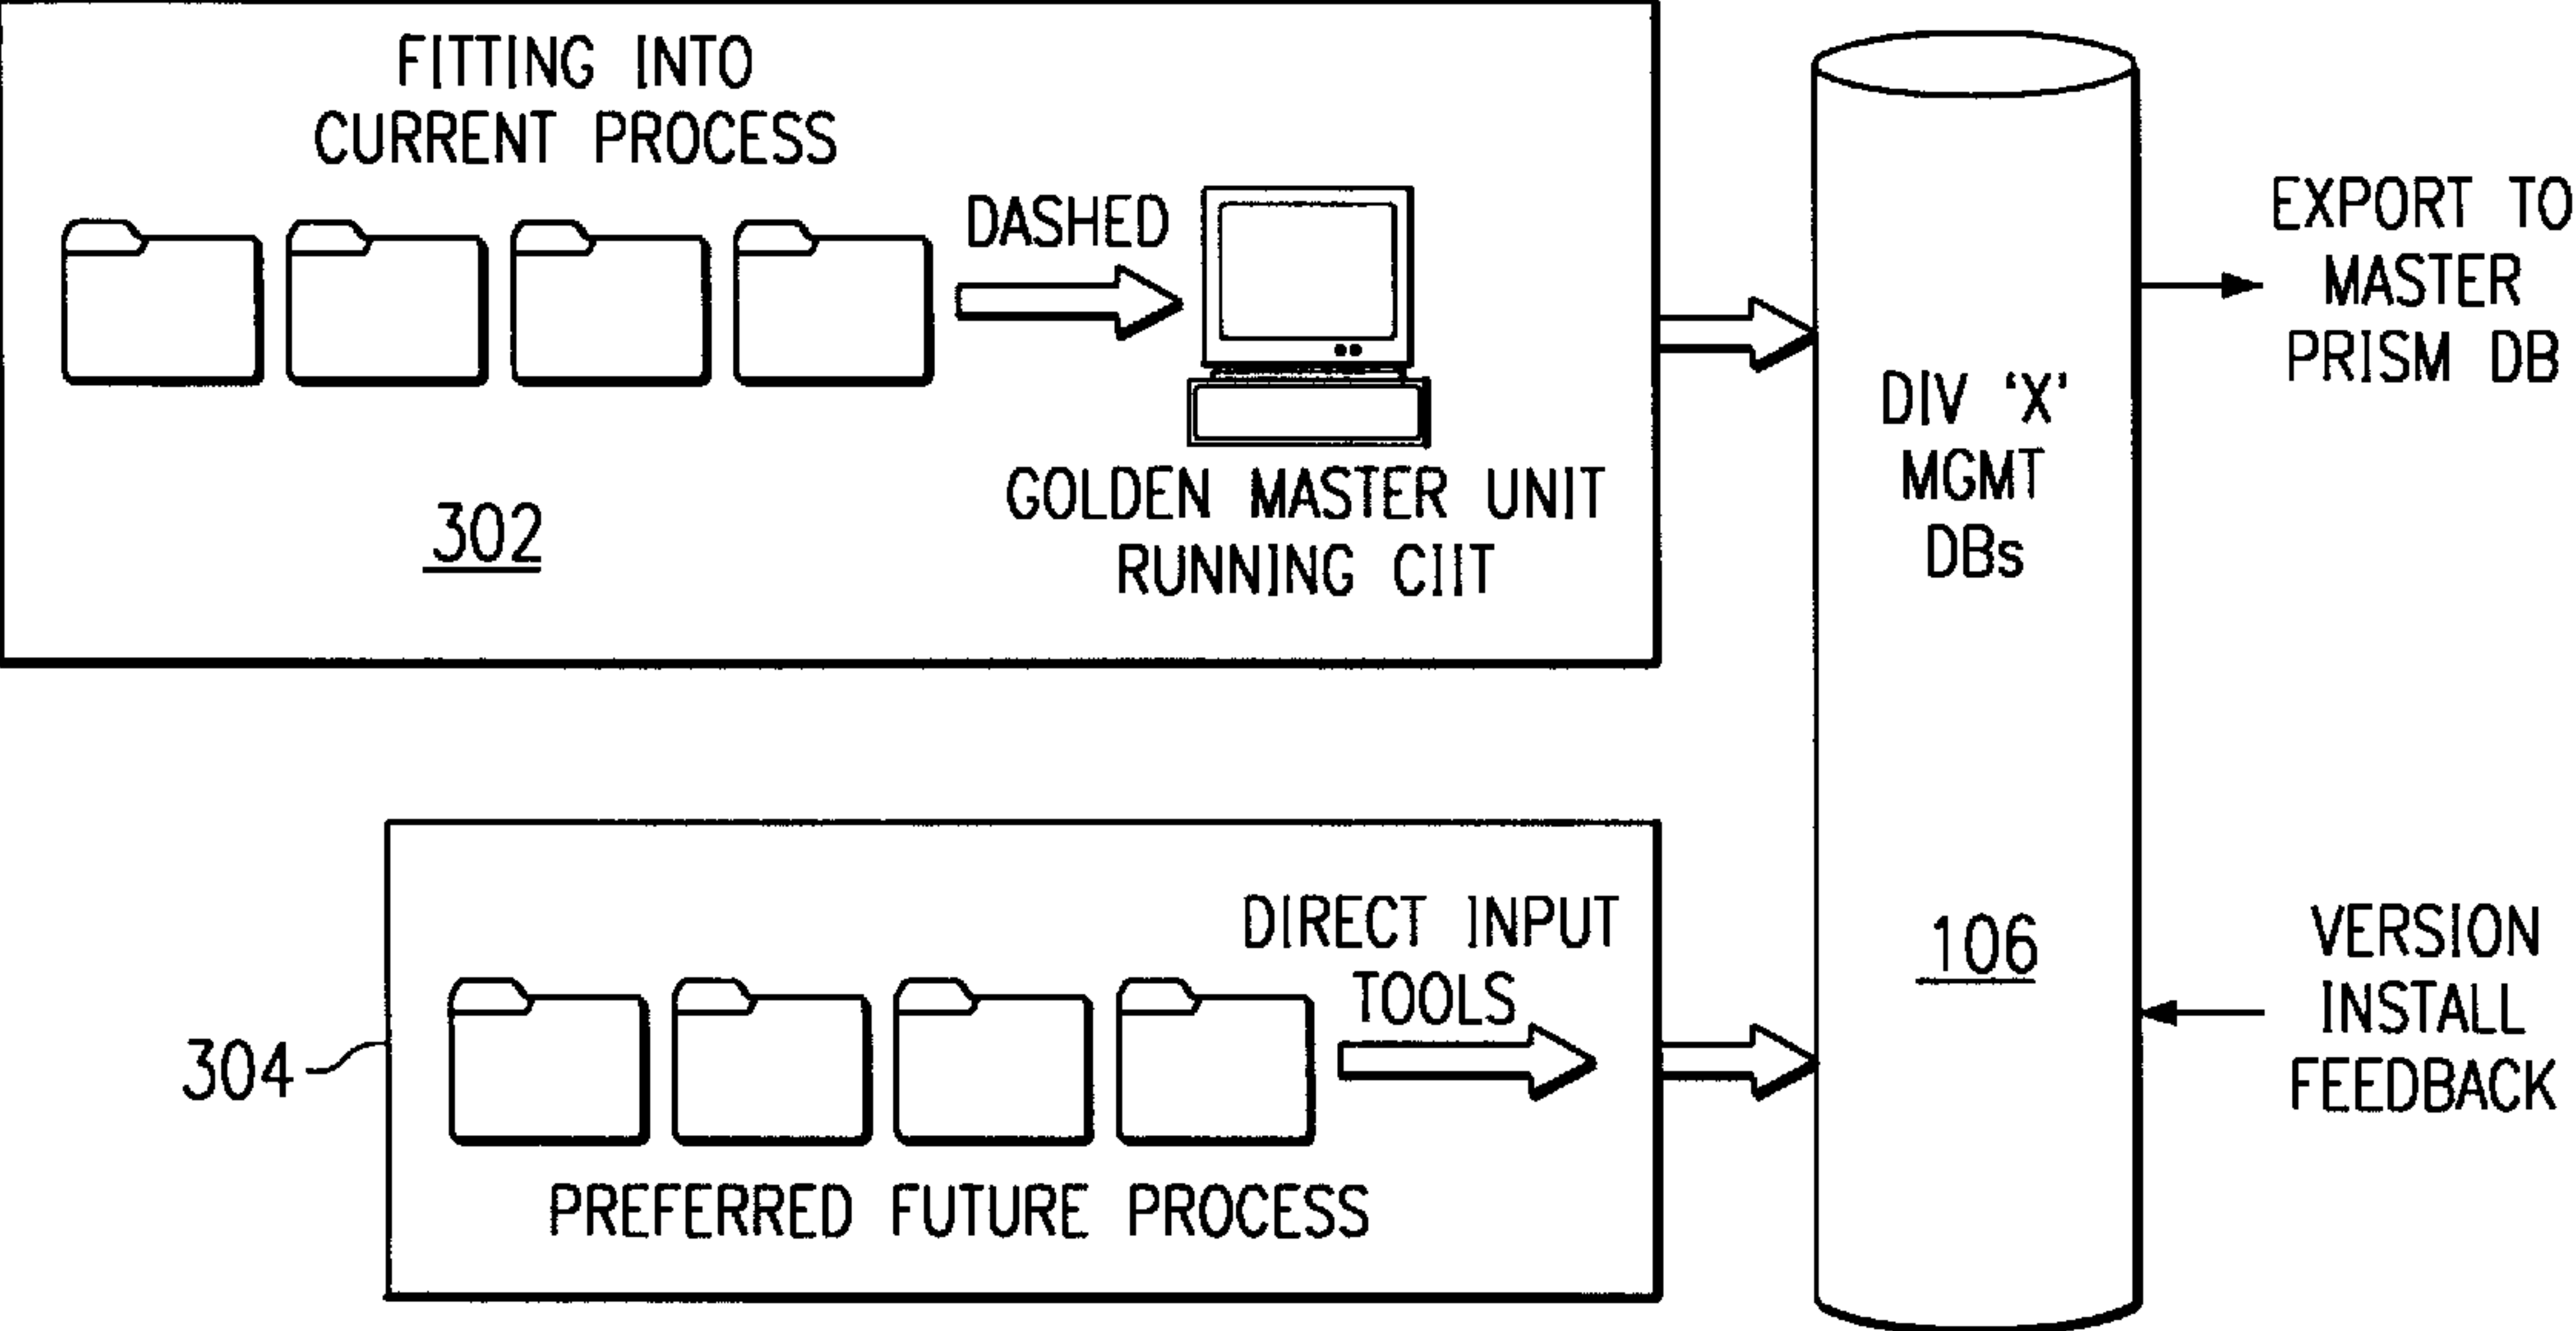 FITTING INTO
CURRENT PROCESS
DASHED
GOLDEN MASTER UNIT
RUNNING CIIT
302
DIV ‘X’
MGMT
DBs
106
EXPORT TO
MASTER
PRISM DB
DIRECT INPUT
TOOLS
304
PREFERRED FUTURE PROCESS
VERSION
INSTALL
FEEDBACK